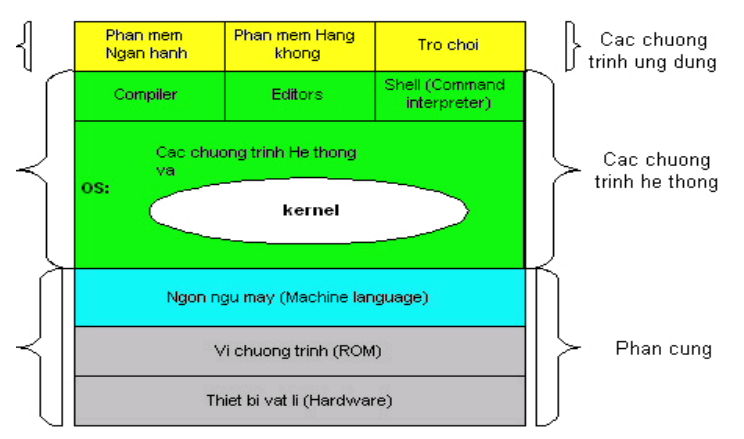 Phan mem
Ngan hanh
Phan mem Hang
khong
Tro choi
Cac chuong
trinh ung dung
Compiler
Editors
Shell (Command
interpreter)
Cac chuong trinh He thong
va
OS:
kernel
Cac chuong
trinh he thong
Ngon ngu may (Machine language)
Vi chuong trinh (ROM)
Phan cung
Thiet bi vat li (Hardware)